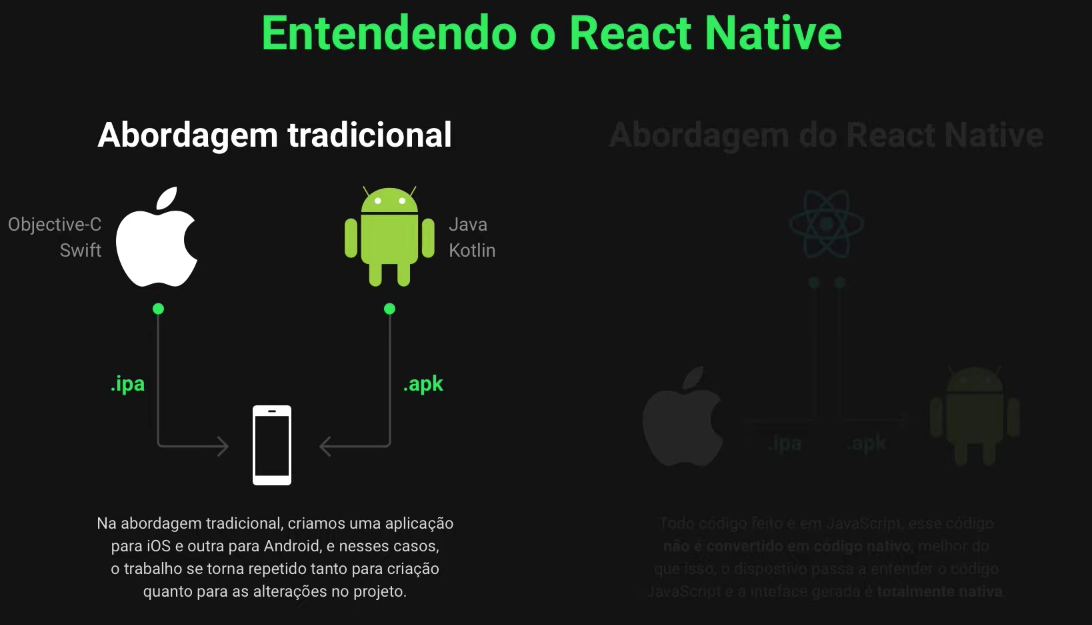 Entendendo o React Native
Abordagem tradicional
Objective-C
Swift
Java
Kotlin
.ipa
.apk
Na abordagem tradicional, criamos uma aplicação
para iOS e outra para Android, e nesses casos,
o trabalho se torna repetido tanto para criação
quanto para as alterações no projeto.
Abordagem do React Native
.ipa
.apk
Todo código feito é em JavaScript, esse código
não é convertido em código nativo, melhor do
que isso, o dispostivo passa a entender o código
JavaScript e a inteface gerada é totalmente nativa.